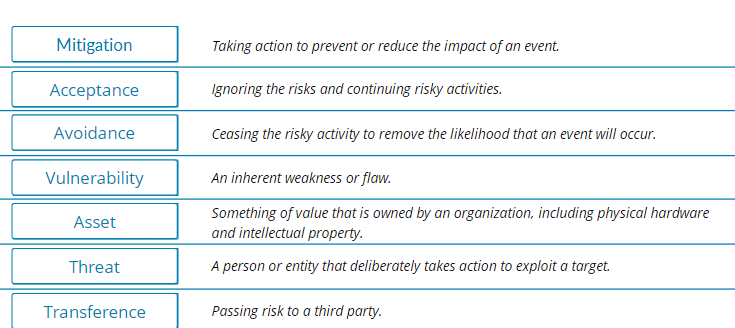 Mitigation
Taking action to prevent or reduce the impact of an event.
Acceptance
Ignoring the risks and continuing risky activities.
Avoidance
Ceasing the risky activity to remove the likelihood that an event will occur.
Vulnerability
An inherent weakness or flaw.
Asset
Something of value that is owned by an organization, including physical hardware
and intellectual property.
Threat
A person or entity that deliberately takes action to exploit a target.
Transference
Passing risk to a third party.